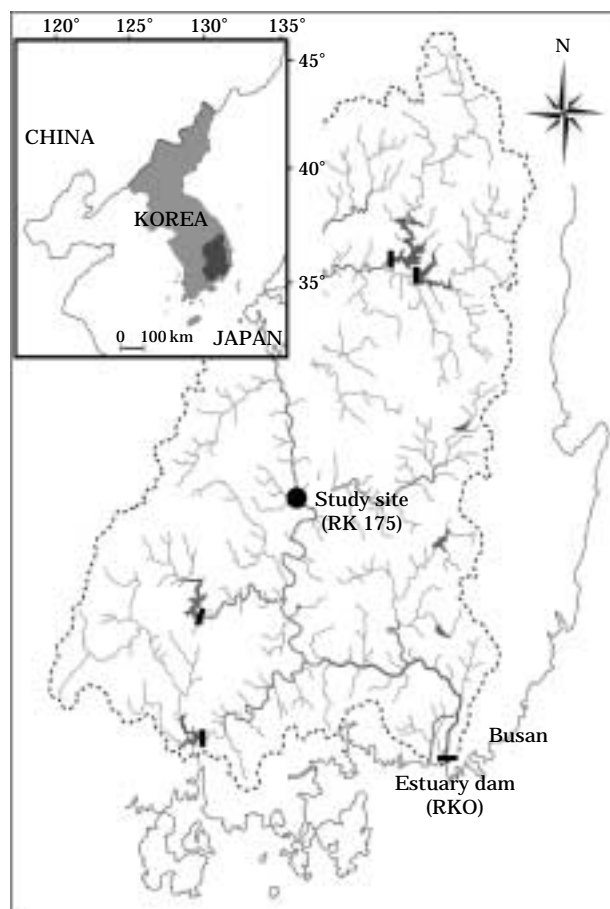 120° 125° 130° 135°
45°
N
CHINA
40°
KOREA
35°
0 100 km
JAPAN
Study site
(RK 175)
Busan
Estuary dam
(RKO)